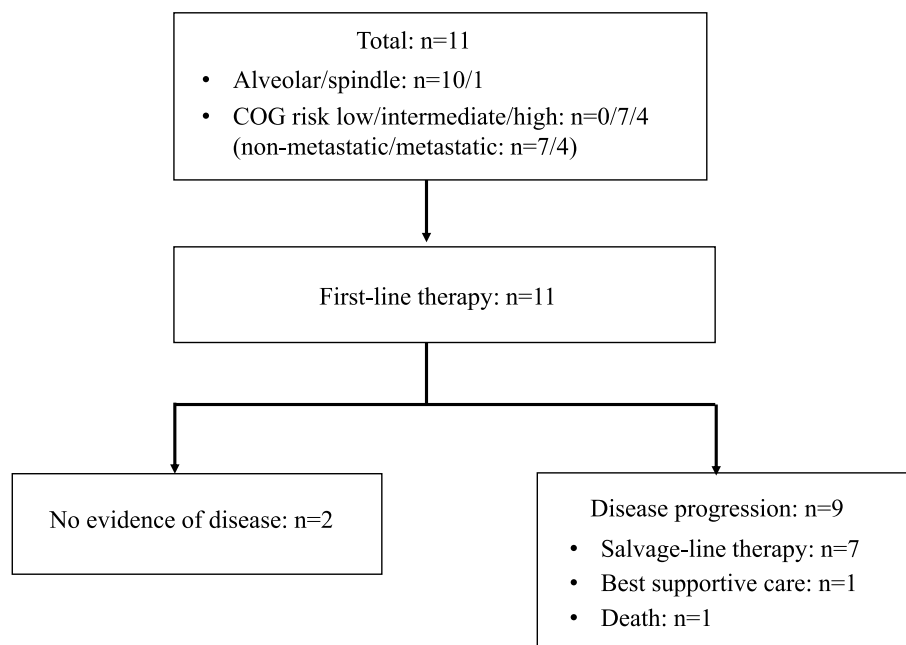 Total: n=11
• Alveolar/spindle: n=10/1
• COG risk low/intermediate/high: n=0/7/4
(non-metastatic/metastatic: n=7/4)
First-line therapy: n=11
No evidence of disease: n=2
Disease progression: n=9
• Salvage-line therapy: n=7
• Best supportive care: n=1
• Death: n=1